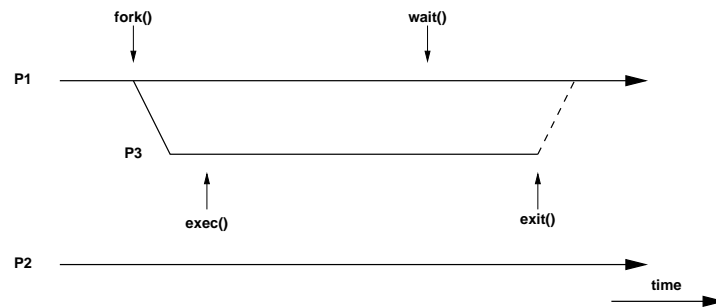 fork()
wait()
P1
P3
exec()
exit()
P2
time